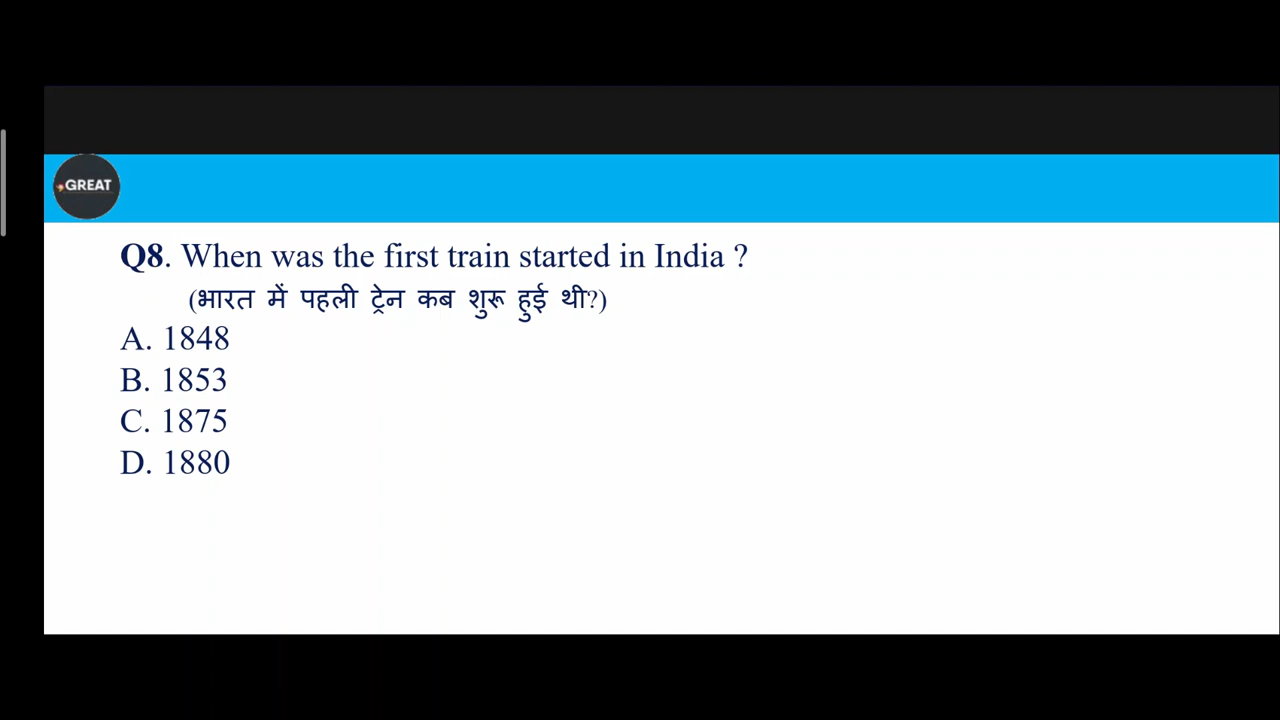 GREAT
Q8. When was the first train started in India ?
(भारत में पहली ट्रेन कब शुरू हुई थी?)
A. 1848
B. 1853
C. 1875
D. 1880